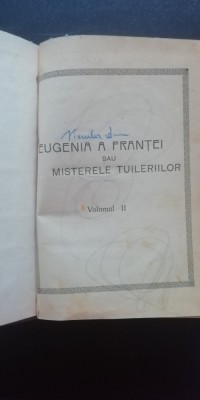 EUGENIA A FRANȚEI
SAU
MISTERELE TUILERIILOR
Volumul II